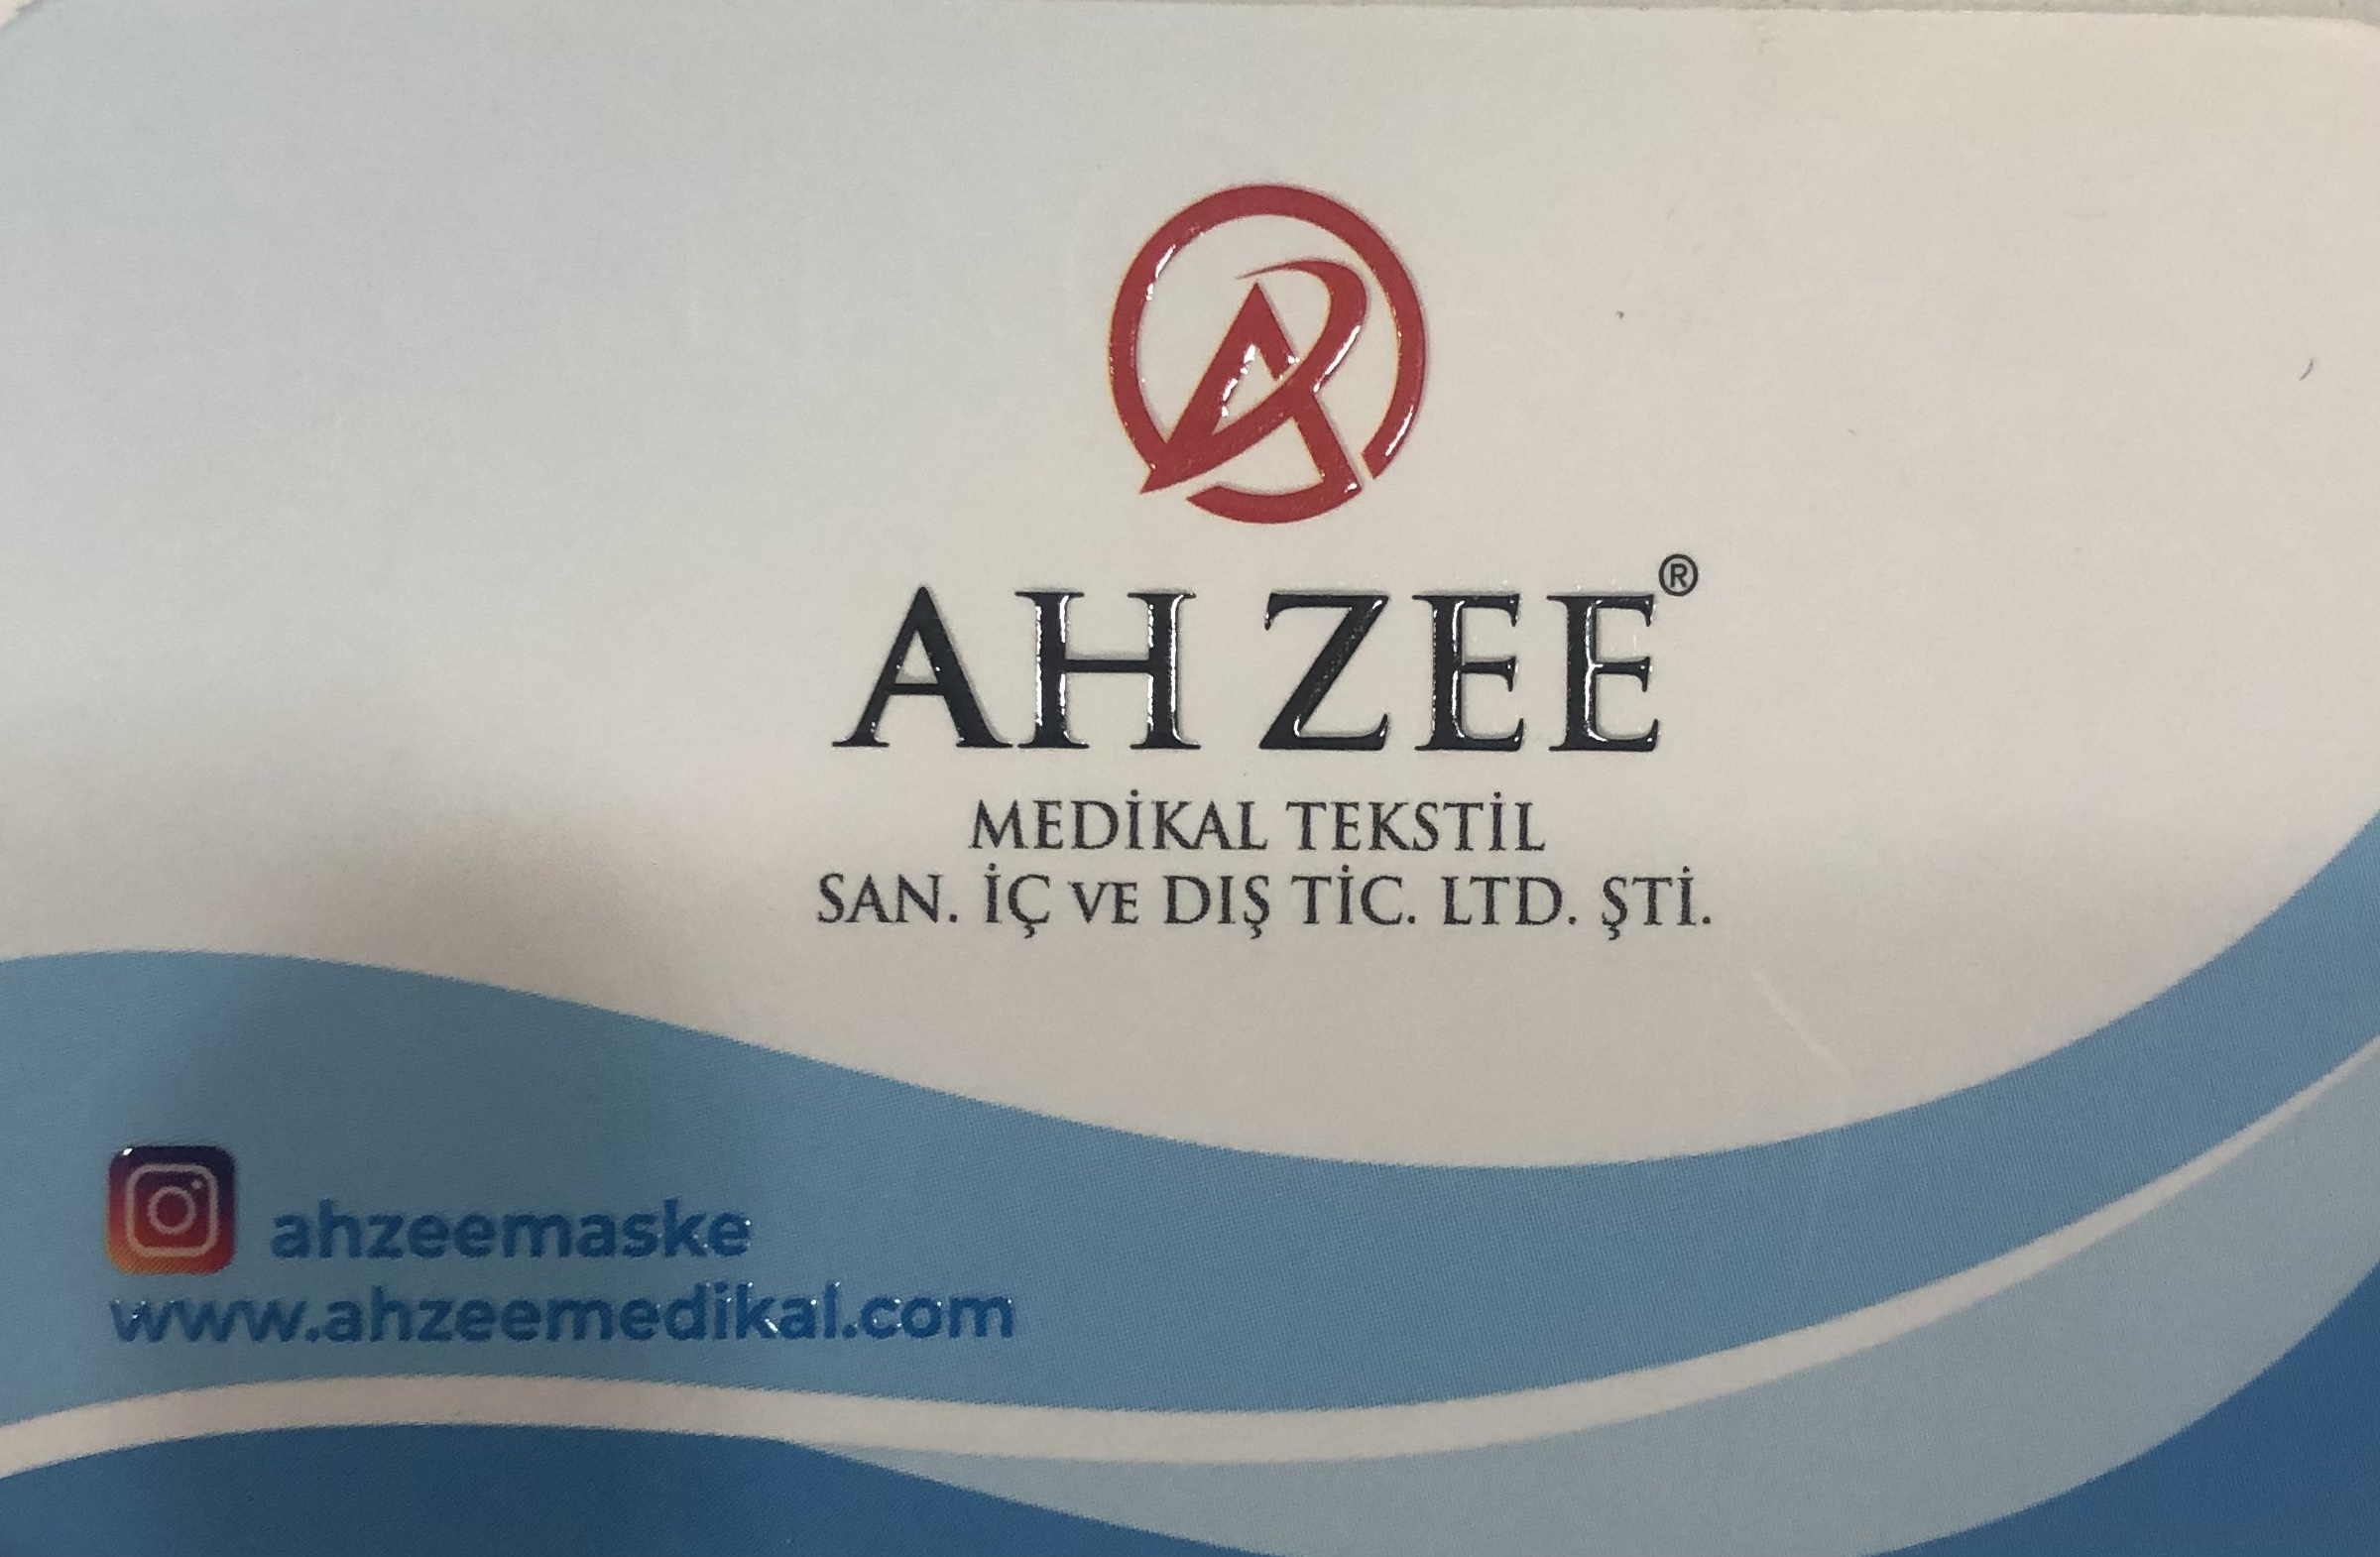 AH ZEE®
MEDİKAL TEKSTİL
SAN. İÇ VE DIŞ TİC. LTD. ŞTİ.
ahzeemaske
www.ahzeemedikal.com